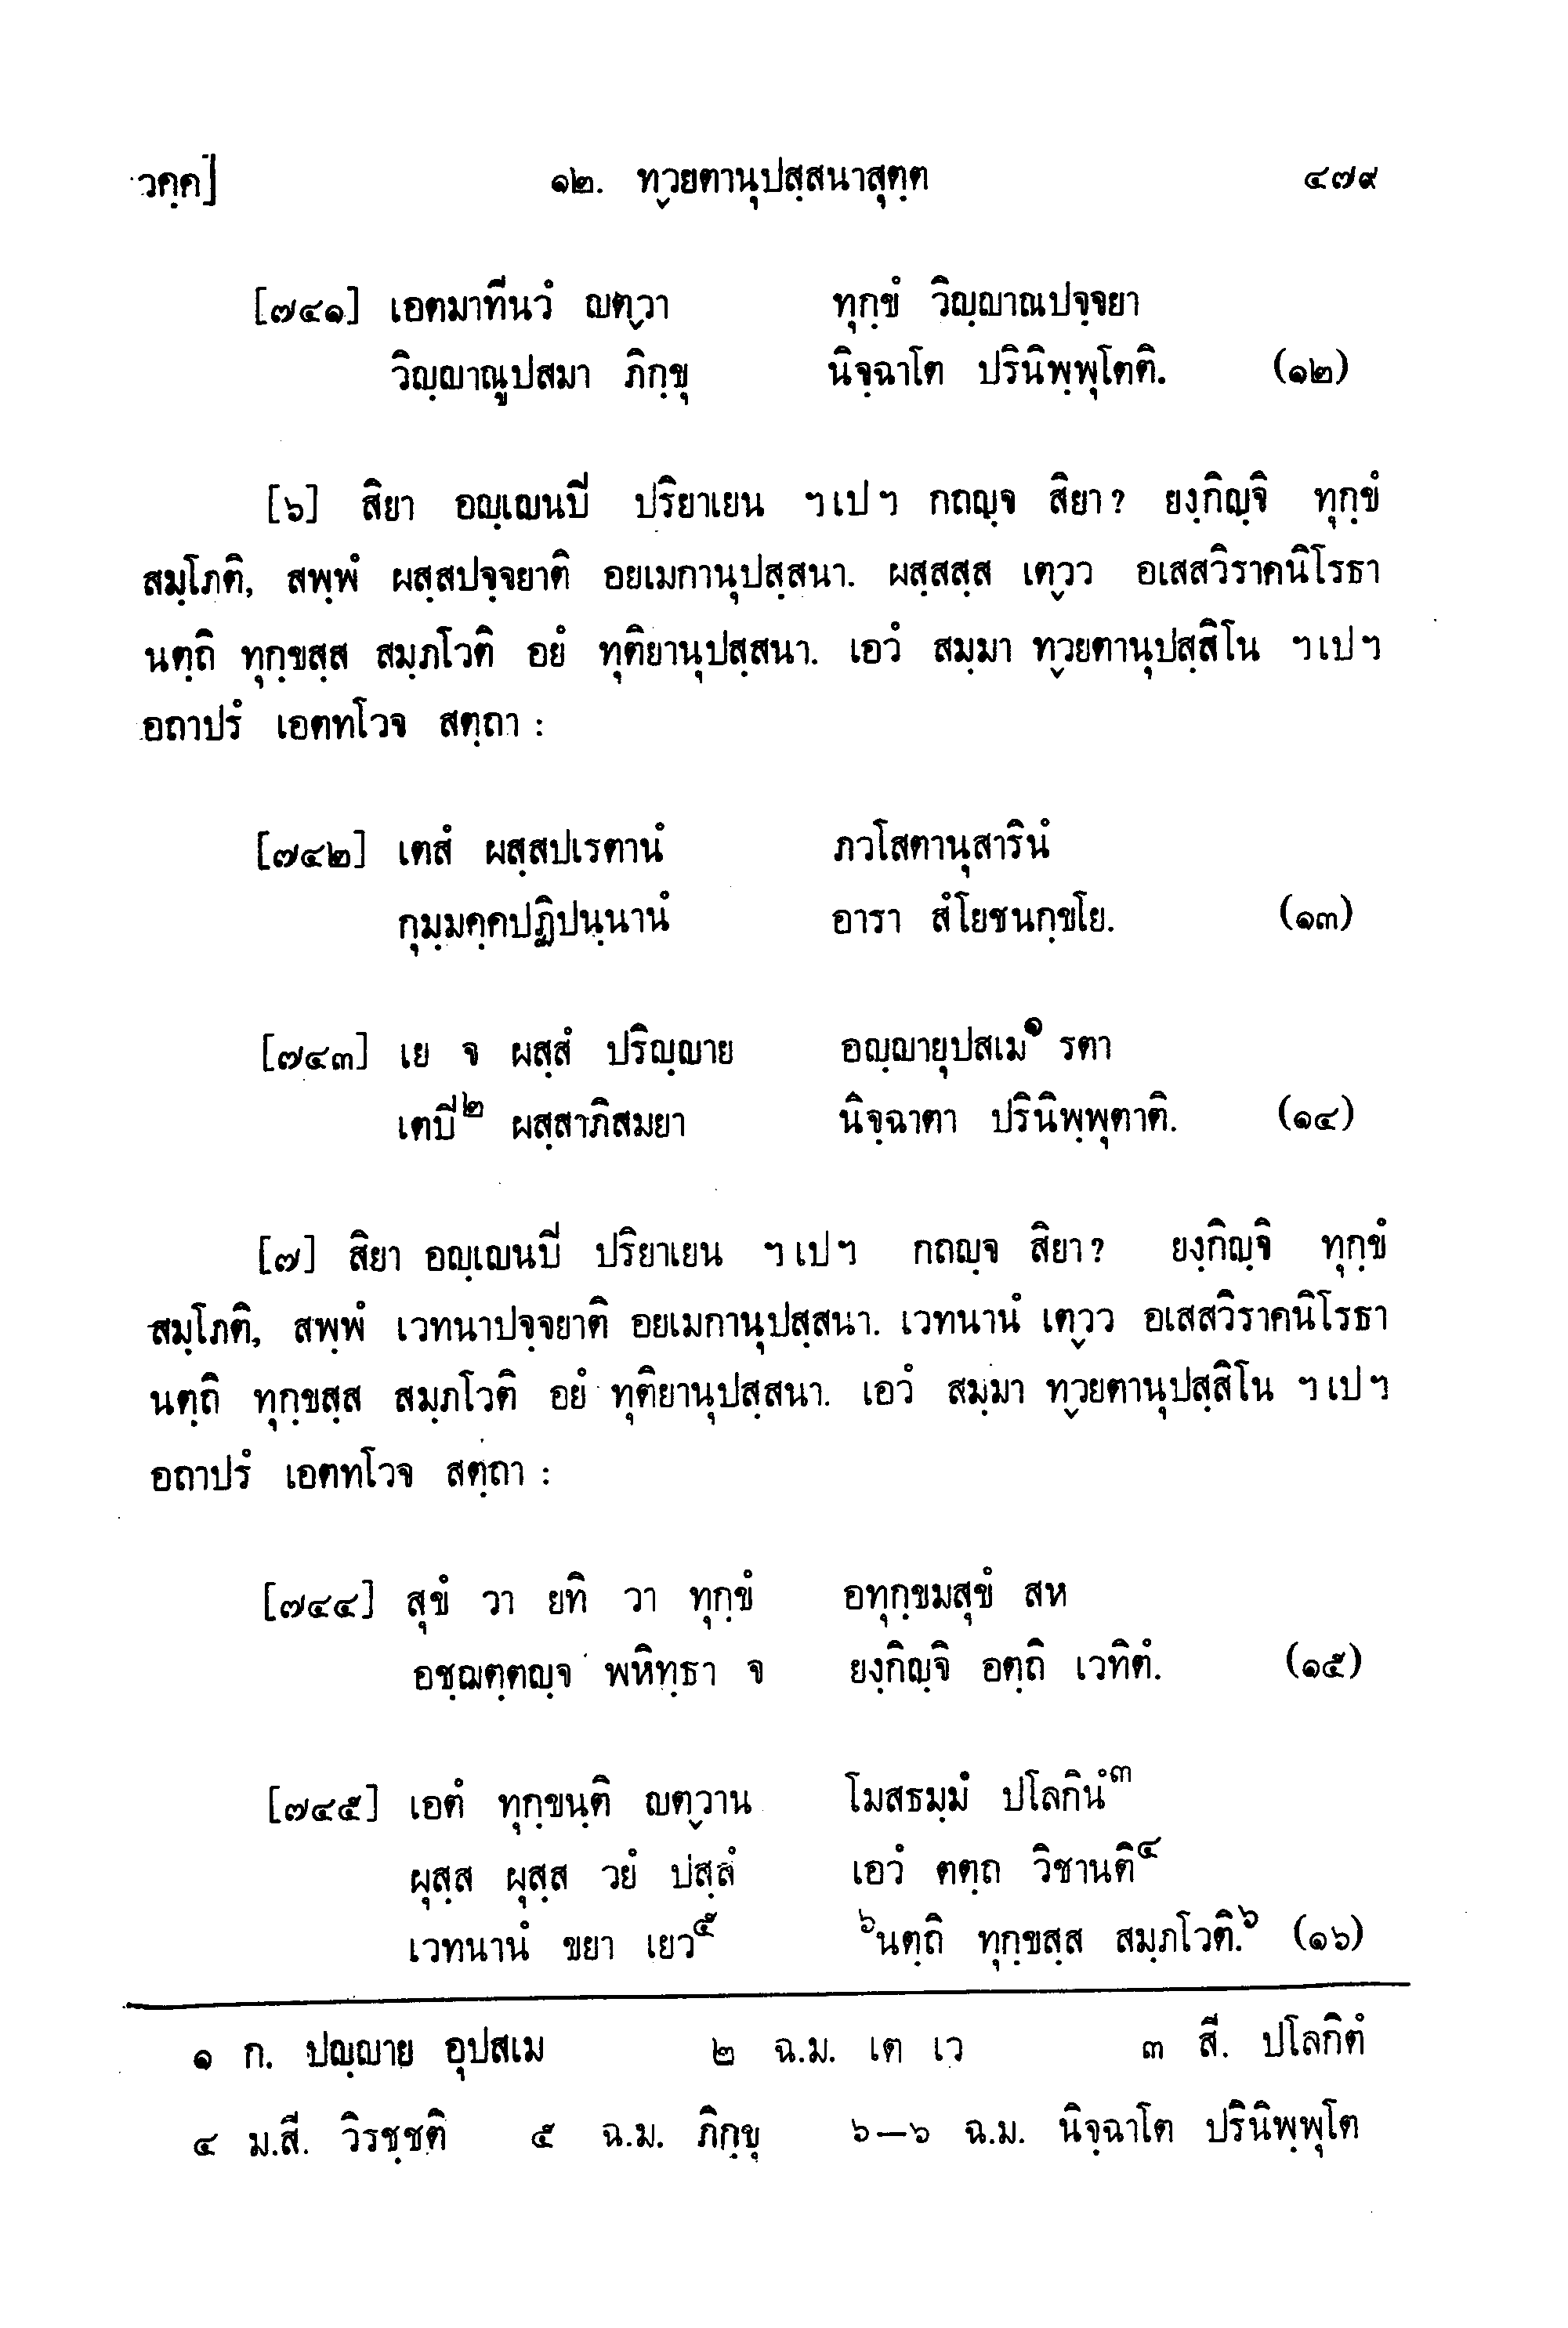 วคฺค] ๑๒. ทฺวยตานุปสฺสนาสุตฺต ๔๗๙
[๗๔๑] เอตมาทีนวํ ญตฺวา ทุกฺขํ วิญฺญาณปจฺจยา
วิญฺญาณูปสมา ภิกฺขุ นิจฺฉาโต ปรินิพฺพุโตติ. (๑๒)
[๖] สิยา อญฺเญนปิ ปริยาเยน ฯ เป ฯ กถญฺจ สิยา? ยงฺกิญฺจิ ทุกฺขํ
สมฺโภติ, สพฺพํ ผสฺสปจฺจยาติ อยเมกานุปสฺสนา. ผสฺสสฺส เตฺวว อเสสวิราคนิโรธา
นตฺถิ ทุกฺขสฺส สมฺภโวติ อยํ ทุติยานุปสฺสนา. เอวํ สมฺมา ทฺวยตานุปสฺสิโน ฯ เป ฯ
อถาปรํ เอตทโวจ สตฺถา :
[๗๔๒] เตสํ ผสฺสปเรตานํ ภวโสตานุสารินํ
กุมฺมคฺคปฏิปนฺนานํ อารา สํโยชนกฺขโย. (๑๓)
[๗๔๓] เย จ ผสฺสํ ปริญฺญาย อญฺญายุปสเม๑ รตา
เตปิ๒ ผสฺสาภิสมยา นิจฺฉาตา ปรินิพฺพุตาติ. (๑๔)
[๗] สิยา อญฺเญนปิ ปริยาเยน ฯ เป ฯ กถญฺจ สิยา? ยงฺกิญฺจิ ทุกฺขํ
สมฺโภติ, สพฺพํ เวทนาปจฺจยาติ อยเมกานุปสฺสนา. เวทนานํ เตฺวว อเสสวิราคนิโรธา
นตฺถิ ทุกฺขสฺส สมฺภโวติ อยํ ทุติยานุปสฺสนา. เอวํ สมฺมา ทฺวยตานุปสฺสิโน ฯ เป ฯ
อถาปรํ เอตทโวจ สตฺถา :
[๗๔๔] สุขํ วา ยทิ วา ทุกฺขํ อทุกฺขมสุขํ สห
อชฺฌตฺตญฺจ พหิทฺธา จ ยงฺกิญฺจิ อตฺถิ เวทิตํ. (๑๕)
[๗๔๕] เอตํ ทุกฺขนฺติ ญตฺวาน โมสธมฺมํ ปโลกินํ๓
ผุสฺส ผุสฺส วยํ ปสฺสํ เอวํ ตตฺถ วิชานติ๔
เวทนานํ ขยา เยว๕ ๖นตฺถิ ทุกฺขสฺส สมฺภโวติ.๖ (๑๖)
๑ ก. ปญฺญาย อุปสเม ๒ ฉ.ม. เต เว ๓ สี. ปโลกิตํ
๔ ม.สี. วิรชฺชติ ๕ ฉ.ม. ภิกฺขุ ๖–๖ ฉ.ม. นิจฺฉาโต ปรินิพฺพุโต